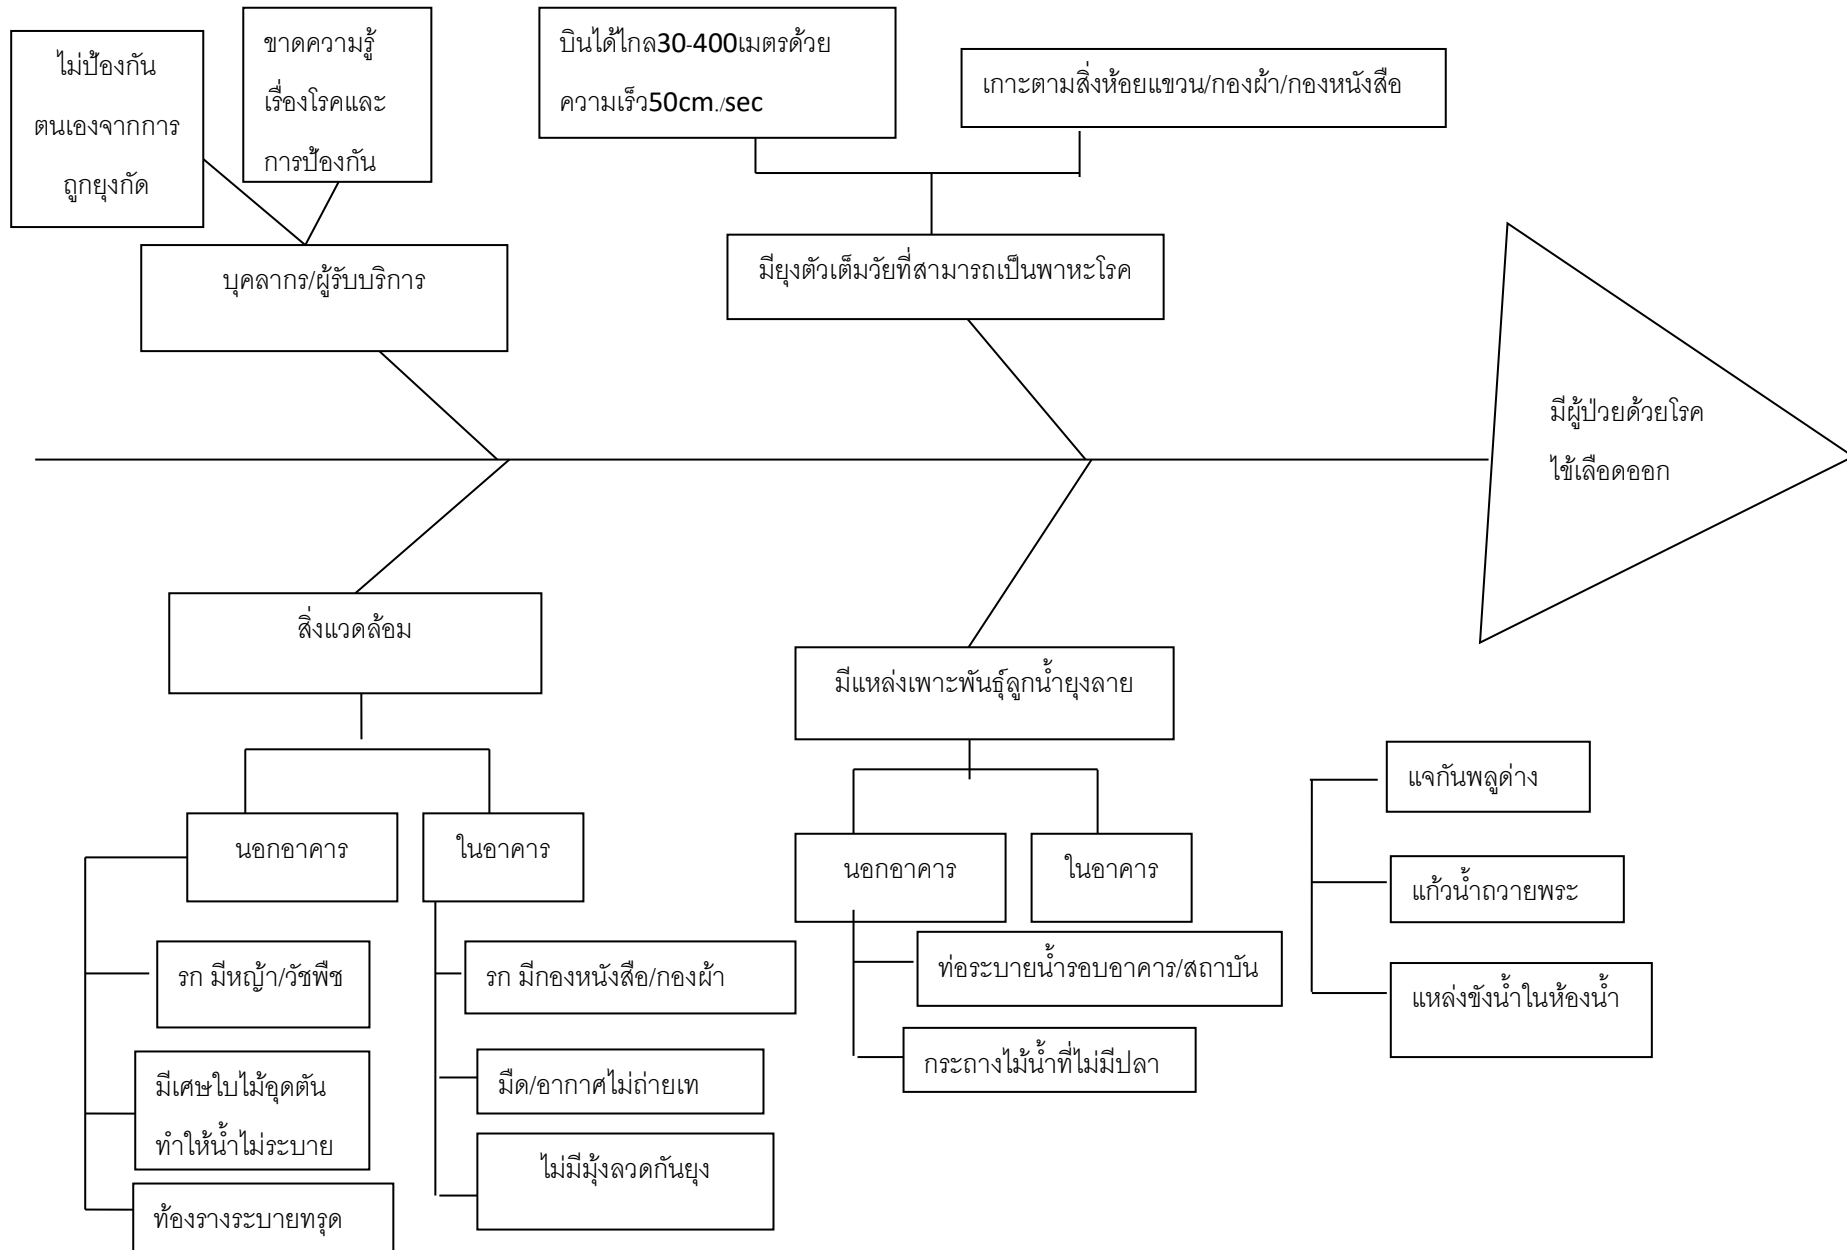 ไม่ป้องกัน
ตนเองจากการ
ถูกยุงกัด
ขาดความรู้
เรื่องโรคและ
การป้องกัน
บินได้ไกล30-400เมตรด้วย
ความเร็ว50cm./sec
เกาะตามสิ่งห้อยแขวน/กองผ้า/กองหนังสือ
บุคลากร/ผู้รับบริการ
มียุงตัวเต็มวัยที่สามารถเป็นพาหะโรค
มีผู้ป่วยด้วยโรค
ไข้เลือดออก
สิ่งแวดล้อม
มีแหล่งเพาะพันธุ์ลูกน้ำยุงลาย
นอกอาคาร
ในอาคาร
รก มีหญ้า/วัชพืช
มีเศษใบไม้อุดตัน
ทำให้น้ำไม่ระบาย
ท้องรางระบายทรุด
รก มีกองหนังสือ/กองผ้า
มืด/อากาศไม่ถ่ายเท
ไม่มีมุ้งลวดกันยุง
นอกอาคาร
ในอาคาร
ท่อระบายน้ำรอบอาคาร/สถาบัน
กระถางไม้น้ำที่ไม่มีปลา
แจกันพลูด่าง
แก้วน้ำถวายพระ
แหล่งขังน้ำในห้องน้ำ